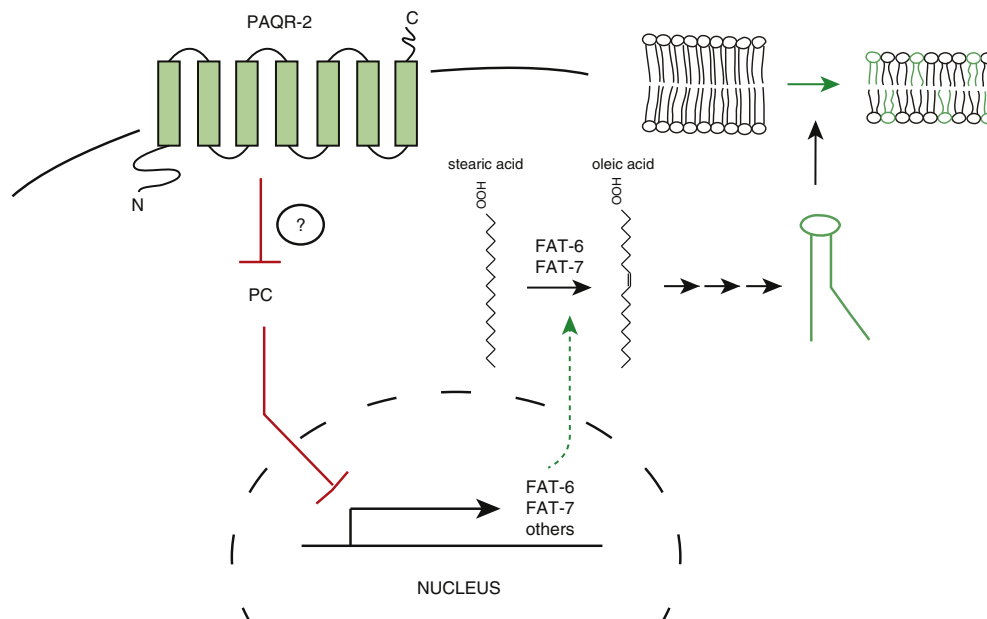 PAQR-2
C
N
?
PC
stearic acid
HOO
oleic acid
HOO
FAT-6
FAT-7
FAT-6
FAT-7
others
NUCLEUS